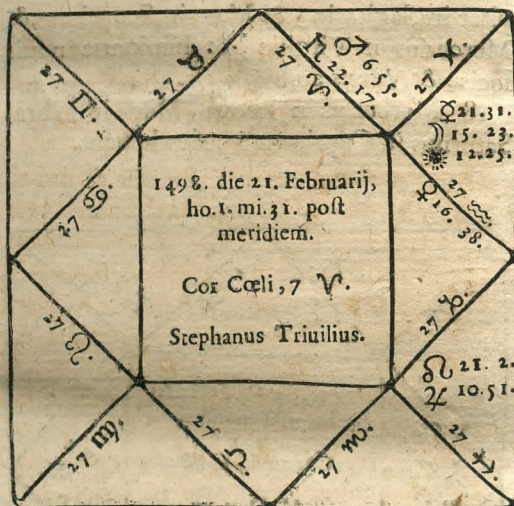 27 ♊.
27 ♉.
♄ 22. 17.
♂ 6 55.
27 ♈.
27 ♓
☿ 21. 31.
☽ 15. 23.
☉ 12. 25.
27 ♋.
27 ♒
♀ 16. 38.
1498. die 21. Februarij,
ho. 1. mi. 31. post
meridiem.
Cor Cœli, 7 ♈.
Stephanus Triuilius.
27 ♌
27 ♑
☊ 21. 2.
♃ 10. 51.
27 ♍.
27 ♎.
27 ♏.
27 ♐.